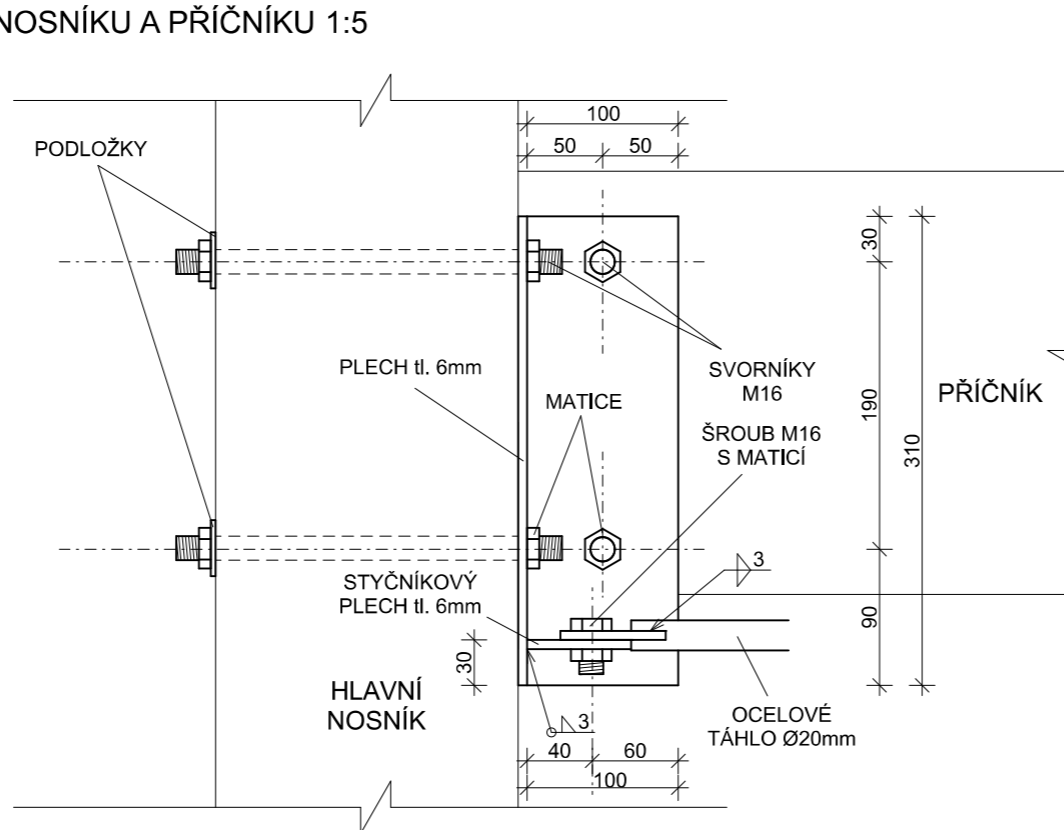 NOSNÍKU A PŘÍČNÍKU 1:5
100
50 50
PODLOŽKY
30
PLECH tl. 6mm
SVORNÍKY
M16
MATICE
190
310
PŘÍČNÍK
ŠROUB M16
S MATICÍ
STYČNÍKOVÝ
PLECH tl. 6mm
3
90
30
HLAVNÍ
NOSNÍK
3
OCELOVÉ
TÁHLO Ø20mm
40 60
100